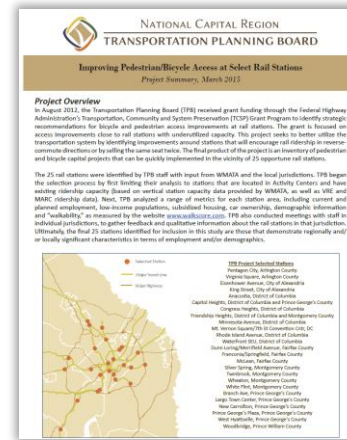 NATIONAL CAPITAL REGION
TRANSPORTATION PLANNING BOARD
Improving Pedestrian/Bicycle Access at Select Rail Stations
Project Summary, March 2015
Project Overview
In August 2012, the Transportation Planning Board (TPB) received grant funding through the Federal Highway
Administration's Transportation, Community and System Preservation (TCSP) Grant Program to identify strategic
recommendations for bicycle and pedestrian access improvements at rail stations. The grant is focused on
access improvements close to rail stations with underutilized capacity. This project seeks to better utilize the
transportation system by identifying improvements around stations that will encourage rail ridership in reverse-
commute directions or by selling the same seat twice. The final product of the project is an inventory of pedestrian
and bicycle capital projects that can be quickly implemented in the vicinity of 25 opportune rail stations.
The 25 rail stations were identified by TPB staff with input from WMATA and the local jurisdictions. TPB began
the selection process by first limiting their analysis to stations that are located in Activity Centers and have
existing ridership capacity (based on vertical station capacity data provided by WMATA, as well as VRE and
MARC ridership data). Next, TPB analyzed a range of metrics for each station area, including current and
planned employment, low-income populations, subsidized housing, car ownership, demographic information
and "walkability," as measured by the website www.walkscore.com. TPB also conducted meetings with staff in
individual jurisdictions, to gather feedback and qualitative information about the rail stations in that jurisdiction.
Ultimately, the final 25 stations identified for inclusion in this study are those that demonstrate regionally and/
or locally significant characteristics in terms of employment and/or demographics.
Selected Station
Major Transit Line
Major Highway
TPB Project Selected Stations
Pentagon City, Arlington County
Virginia Square, Arlington County
Eisenhower Avenue, City of Alexandria
King Street, City of Alexandria
Anacostia, District of Columbia
Capitol Heights, District of Columbia and Prince George's County
Congress Heights, District of Columbia
Friendship Heights, District of Columbia and Montgomery County
Minnesota Avenue, District of Columbia
Mt. Vernon Square/7th St Convention Cntr, DC
Rhode Island Avenue, District of Columbia
Waterfront SEU, District of Columbia
Dunn Loring/Merrifield Avenue, Fairfax County
Franconia/Springfield, Fairfax County
McLean, Fairfax County
Silver Spring, Montgomery County
Twinbrook, Montgomery County
Wheaton, Montgomery County
White Flint, Montgomery County
Branch Ave, Prince George's County
Largo Town Center, Prince George's County
New Carrollton, Prince George's County
Prince George's Plaza, Prince George's County
West Hyattsville, Prince George's County
Woodbridge, Prince William County